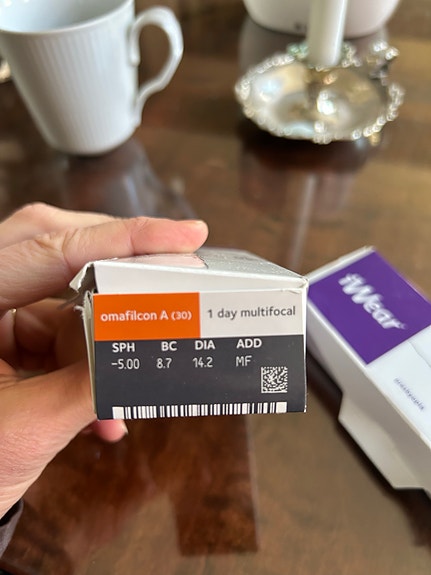 omafilcon A (30)
1 day multifocal
SPH BC DIA ADD
−5.00 8.7 14.2 MF
iWear